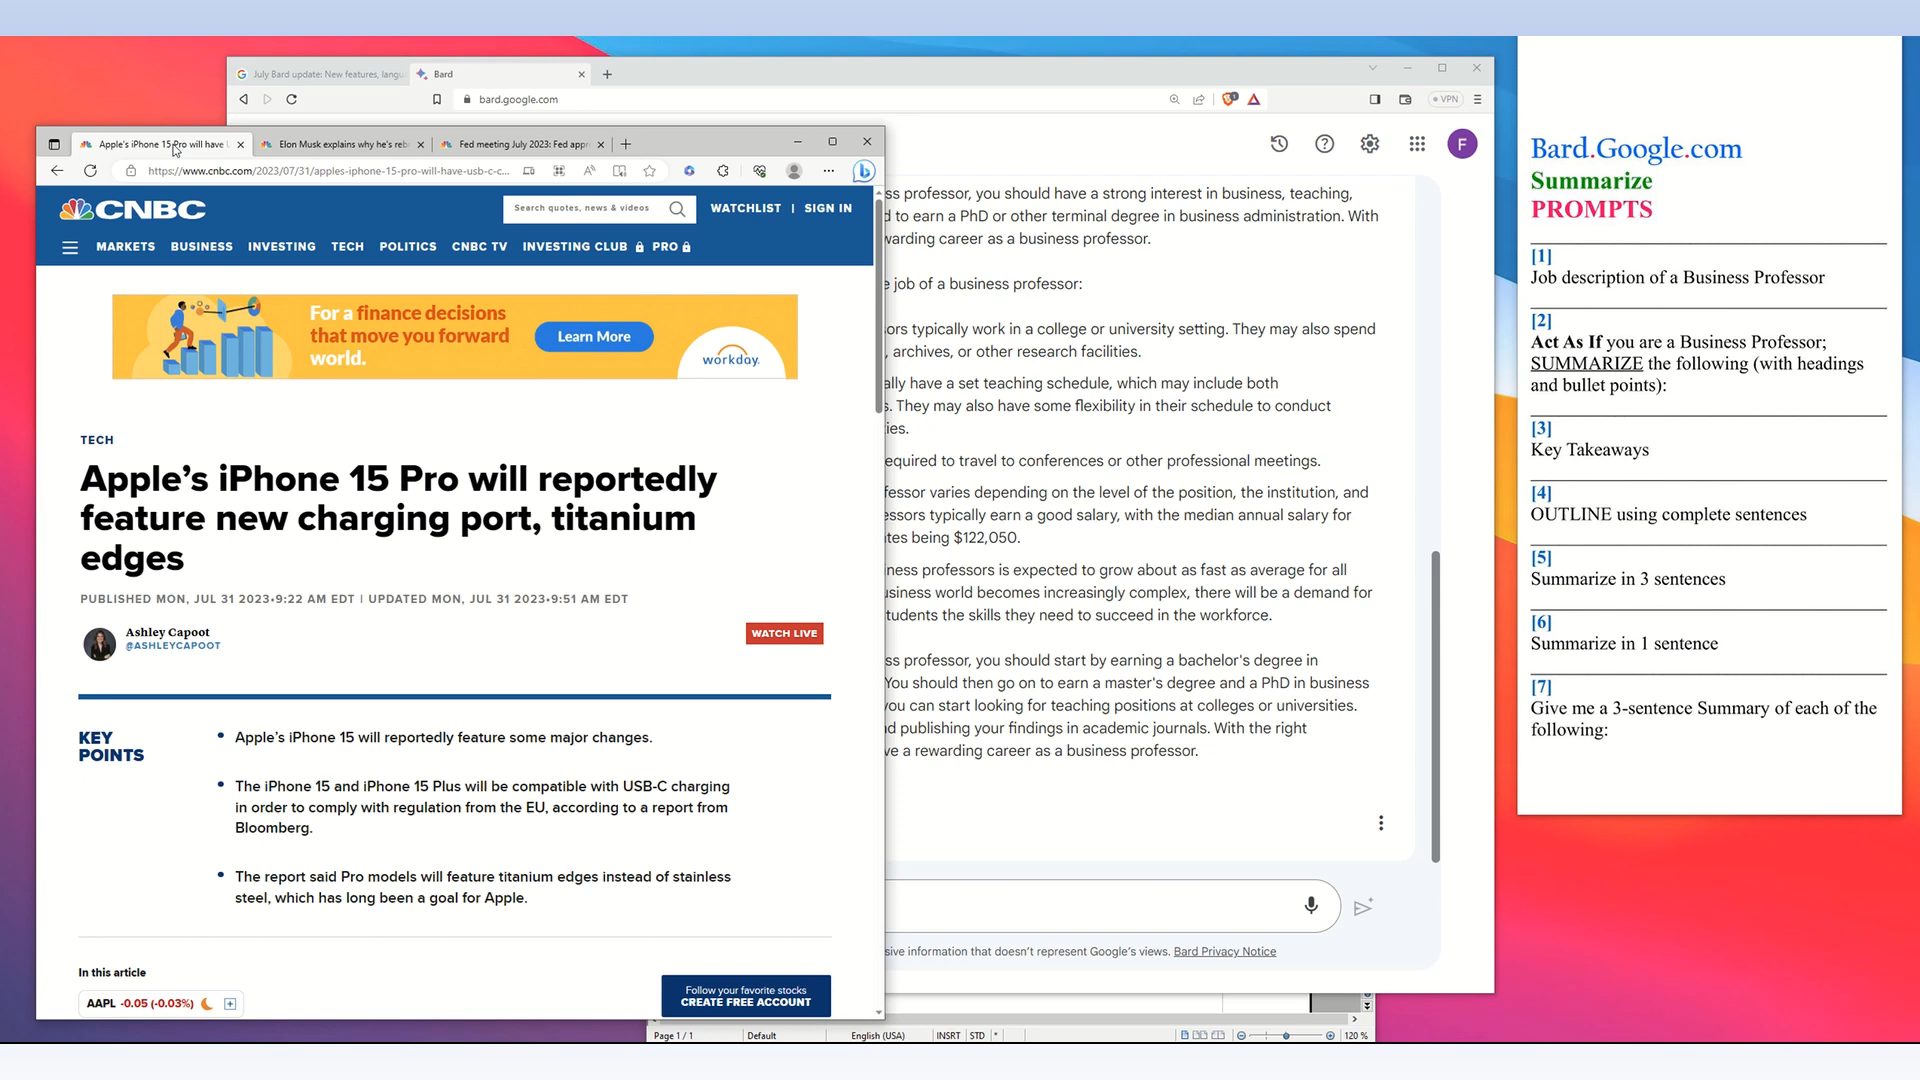 July Bard update: New features, langu
Bard
bard.google.com
VPN
Apple's iPhone 15 Pro will have
Elon Musk explains why he's reb
Fed meeting July 2023: Fed appr
https://www.cnbc.com/2023/07/31/apples-iphone-15-pro-will-have-usb-c-c...
CNBC
Search quotes, news & videos
WATCHLIST | SIGN IN
MARKETS BUSINESS INVESTING TECH POLITICS CNBC TV INVESTING CLUB PRO
For a finance decisions
that move you forward
world.
Learn More
workday.
TECH
Apple’s iPhone 15 Pro will reportedly
feature new charging port, titanium
edges
PUBLISHED MON, JUL 31 2023•9:22 AM EDT | UPDATED MON, JUL 31 2023•9:51 AM EDT
Ashley Capoot
@ASHLEYCAPOOT
WATCH LIVE
KEY
POINTS
• Apple’s iPhone 15 will reportedly feature some major changes.
• The iPhone 15 and iPhone 15 Plus will be compatible with USB-C charging
in order to comply with regulation from the EU, according to a report from
Bloomberg.
• The report said Pro models will feature titanium edges instead of stainless
steel, which has long been a goal for Apple.
In this article
AAPL -0.05 (-0.03%)
Follow your favorite stocks
CREATE FREE ACCOUNT
F
ss professor, you should have a strong interest in business, teaching,
d to earn a PhD or other terminal degree in business administration. With
warding career as a business professor.
e job of a business professor:
sors typically work in a college or university setting. They may also spend
, archives, or other research facilities.
ally have a set teaching schedule, which may include both
s. They may also have some flexibility in their schedule to conduct
ies.
equired to travel to conferences or other professional meetings.
fessor varies depending on the level of the position, the institution, and
essors typically earn a good salary, with the median annual salary for
tes being $122,050.
iness professors is expected to grow about as fast as average for all
usiness world becomes increasingly complex, there will be a demand for
tudents the skills they need to succeed in the workforce.
ss professor, you should start by earning a bachelor's degree in
You should then go on to earn a master's degree and a PhD in business
you can start looking for teaching positions at colleges or universities.
d publishing your findings in academic journals. With the right
ve a rewarding career as a business professor.
sive information that doesn’t represent Google’s views. Bard Privacy Notice
Page 1 / 1
Default
English (USA)
INSRT
STD
*
120 %
Bard.Google.com
Summarize
PROMPTS
[1]
Job description of a Business Professor
[2]
Act As If you are a Business Professor;
SUMMARIZE the following (with headings
and bullet points):
[3]
Key Takeaways
[4]
OUTLINE using complete sentences
[5]
Summarize in 3 sentences
[6]
Summarize in 1 sentence
[7]
Give me a 3-sentence Summary of each of the
following: